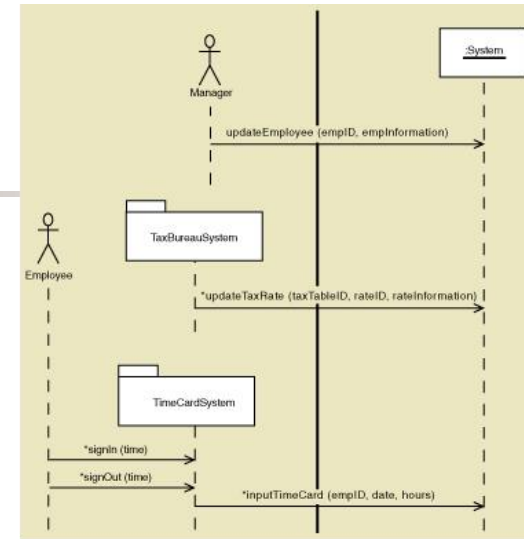 :System
Manager
updateEmployee (empID, empInformation)
TaxBureauSystem
Employee
*updateTaxRate (taxTableID, rateID, rateInformation)
TimeCardSystem
*signIn (time)
*signOut (time)
*inputTimeCard (empID, date, hours)